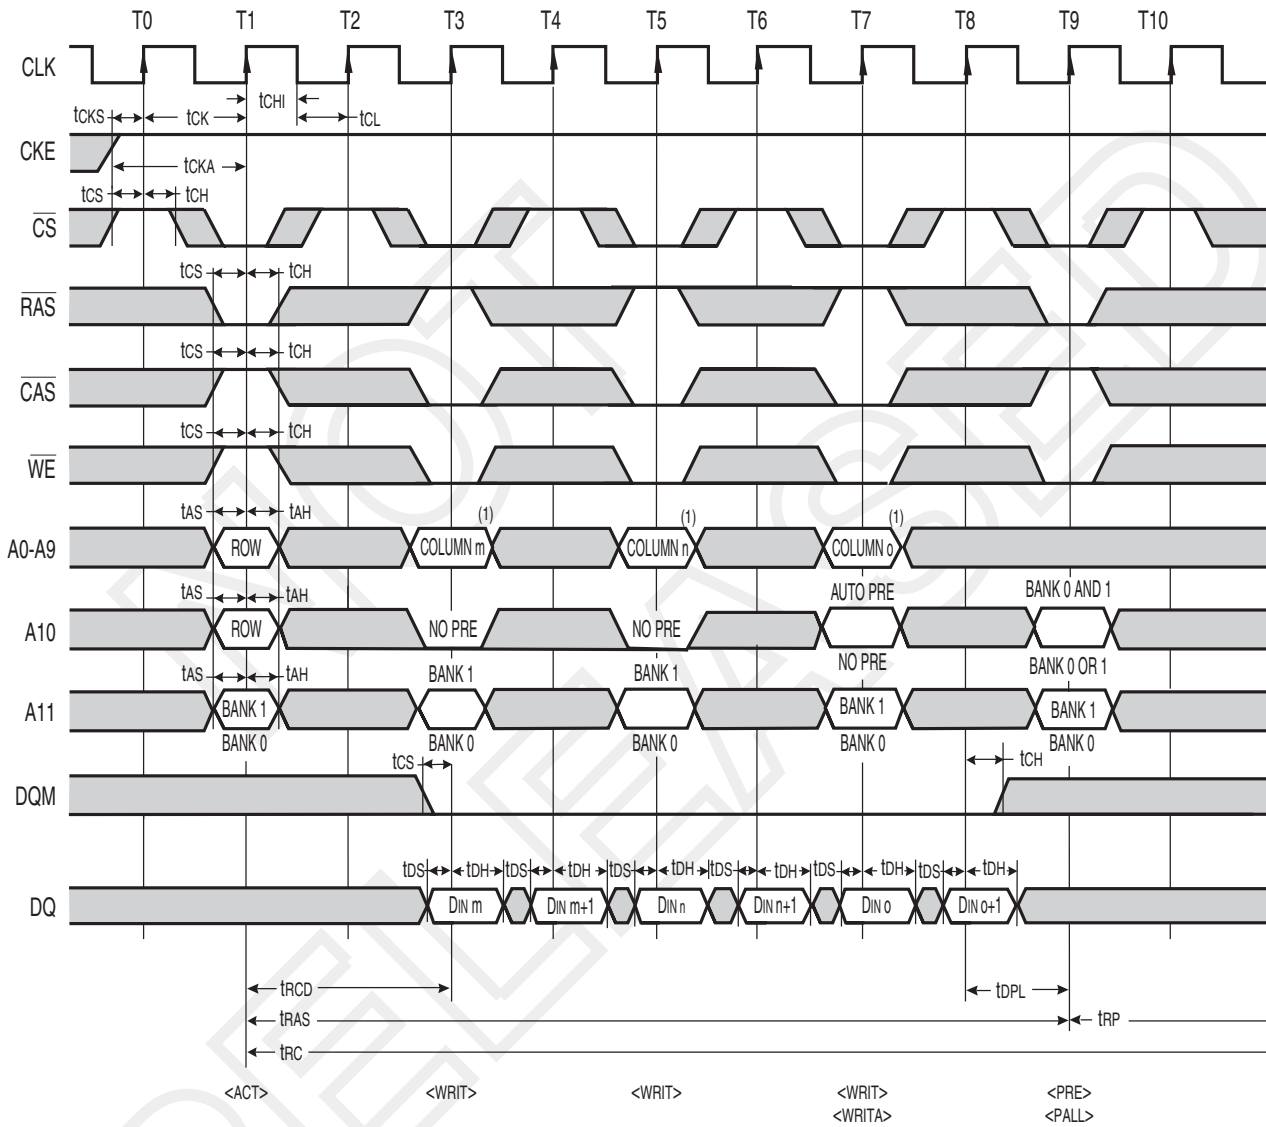 T0 T1 T2 T3 T4 T5 T6 T7 T8 T9 T10
CLK
tCHI
tCKS tCK tCL
CKE
tCKA
tCS tCH
CS
tCS tCH
RAS
tCS tCH
CAS
tCS tCH
WE
tAS tAH (1) (1) (1)
A0-A9 ROW COLUMN m COLUMN n COLUMN o
tAS tAH AUTO PRE BANK 0 AND 1
A10 ROW NO PRE NO PRE
NO PRE BANK 0 OR 1
tAS tAH BANK 1 BANK 1
A11 BANK 1 BANK 1 BANK 1
BANK 0 BANK 0 BANK 0 BANK 0 BANK 0
tCS tCH
DQM
tDS tDH tDS tDH tDS tDH tDS tDH tDS tDH tDS tDH
DQ DIN m DIN m+1 DIN n DIN n+1 DIN o DIN o+1
tRCD tDPL
tRAS tRP
tRC
<ACT> <WRIT> <WRIT> <WRIT> <PRE>
<WRITA> <PALL>
NOT
RELEASED